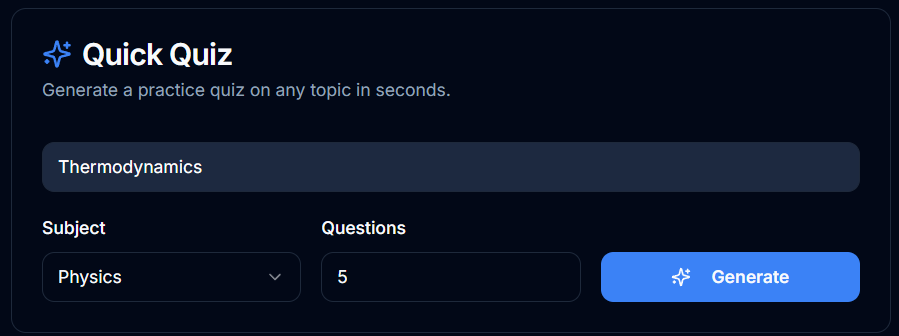 Quick Quiz
Generate a practice quiz on any topic in seconds.
Thermodynamics
Subject
Questions
Physics
5
Generate